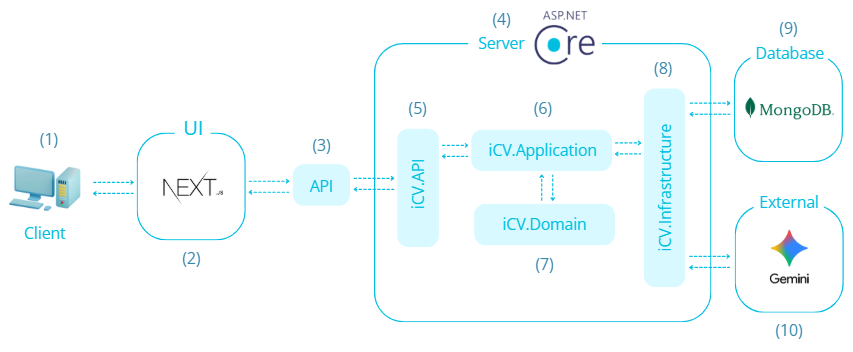 (1)
Client
UI
NEXT.JS
(2)
(3)
API
(4)
Server
ASP.NET
Core
(5)
iCV.API
(6)
iCV.Application
iCV.Domain
(7)
(8)
iCV.Infrastructure
(9)
Database
MongoDB.
External
Gemini
(10)